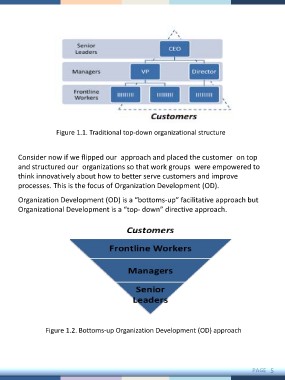 Senior
Leaders
CEO
Managers
VP
Director
Frontline
Workers
Customers
Figure 1.1. Traditional top-down organizational structure
Consider now if we flipped our approach and placed the customer on top
and structured our organizations so that work groups were empowered to
think innovatively about how to better serve customers and improve
processes. This is the focus of Organization Development (OD).
Organization Development (OD) is a “bottoms-up” facilitative approach but
Organizational Development is a “top- down” directive approach.
Customers
Frontline Workers
Managers
Senior
Leaders
Figure 1.2. Bottoms-up Organization Development (OD) approach
PAGE 5